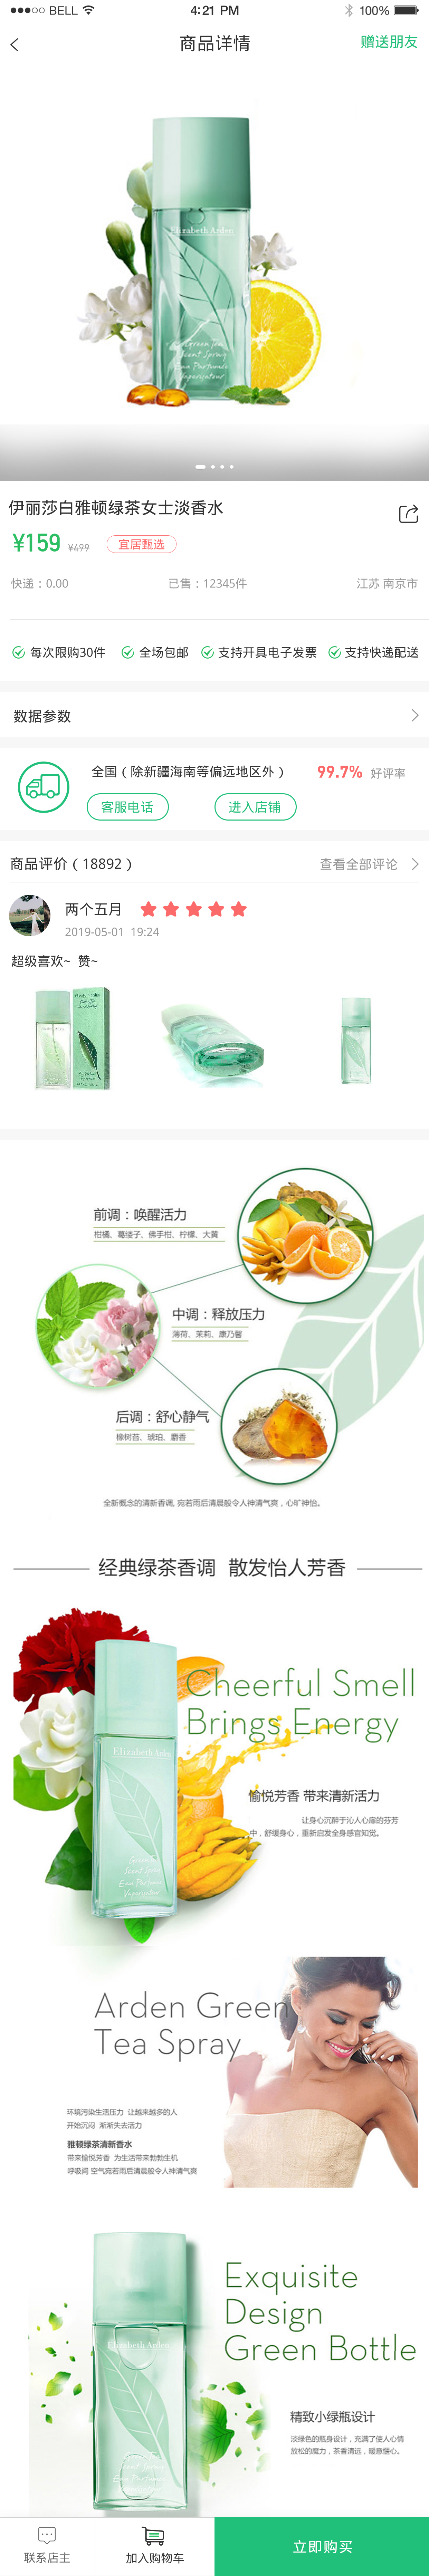 BELL
4:21 PM
100%
商品详情
赠送朋友
Elizabeth Arden
Green Tea
Scent Spray
Eau Parfumée
Vaporisateur
伊丽莎白雅顿绿茶女士淡香水
¥159 ¥499 宜居甄选
快递：0.00 已售：12345件 江苏 南京市
每次限购30件 全场包邮 支持开具电子发票 支持快递配送
数据参数
全国（除新疆海南等偏远地区外） 99.7% 好评率
客服电话 进入店铺
商品评价（18892） 查看全部评论
两个五月
2019-05-01 19:24
超级喜欢~ 赞~
前调：唤醒活力
柑橘、葛缕子、佛手柑、柠檬、大黄
中调：释放压力
薄荷、茉莉、康乃馨
后调：舒心静气
橡树苔、琥珀、麝香
全新概念的清新香调, 宛若雨后清晨般令人神清气爽，心旷神怡。
经典绿茶香调 散发怡人芳香
Cheerful Smell
Brings Energy
Elizabeth Arden
Green Tea
Scent Spray
Eau Parfumée
Vaporisateur
愉悦芳香 带来清新活力
让身心沉醉于沁人心扉的芬芳
中，舒缓身心，重新启发全身感官知觉。
Arden Green
Tea Spray
环境污染生活压力 让越来越多的人
开始沉闷 渐渐失去活力
雅顿绿茶清新香水
带来愉悦芳香 为生活带来勃勃生机
呼吸间 空气宛若雨后清晨般令人神清气爽
Exquisite
Design
Green Bottle
Elizabeth Arden
精致小绿瓶设计
淡绿色的瓶身设计，充满了使人心情
放松的魔力，茶香清远，暖意惬心。
联系店主
加入购物车
立即购买